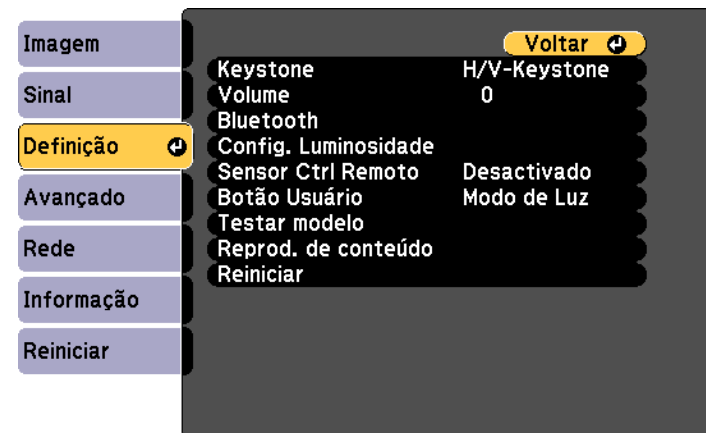 Imagem
Sinal
Definição
Avançado
Rede
Informação
Reiniciar
Voltar
Keystone H/V-Keystone
Volume 0
Bluetooth
Config. Luminosidade
Sensor Ctrl Remoto Desactivado
Botão Usuário Modo de Luz
Testar modelo
Reprod. de conteúdo
Reiniciar